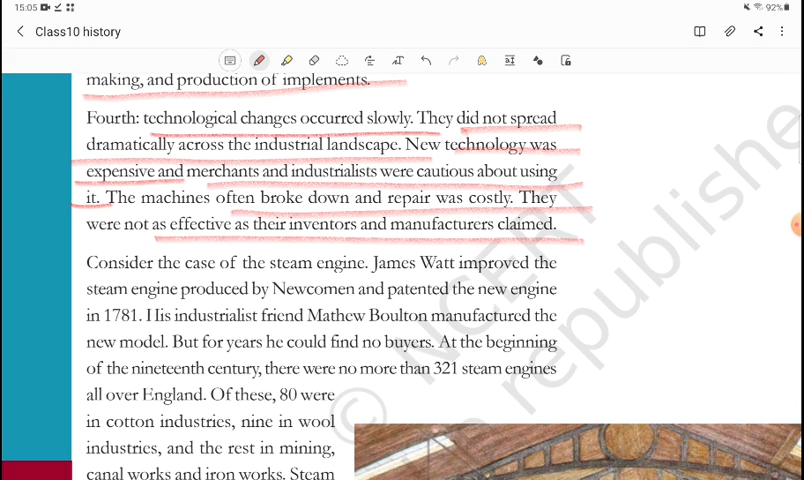 15:05
92%
Class10 history
making, and production of implements.
Fourth: technological changes occurred slowly. They did not spread
dramatically across the industrial landscape. New technology was
expensive and merchants and industrialists were cautious about using
it. The machines often broke down and repair was costly. They
were not as effective as their inventors and manufacturers claimed.
Consider the case of the steam engine. James Watt improved the
steam engine produced by Newcomen and patented the new engine
in 1781. His industrialist friend Mathew Boulton manufactured the
new model. But for years he could find no buyers. At the beginning
of the nineteenth century, there were no more than 321 steam engines
all over England. Of these, 80 were
in cotton industries, nine in wool
industries, and the rest in mining,
canal works and iron works. Steam
© NCERT
republishe